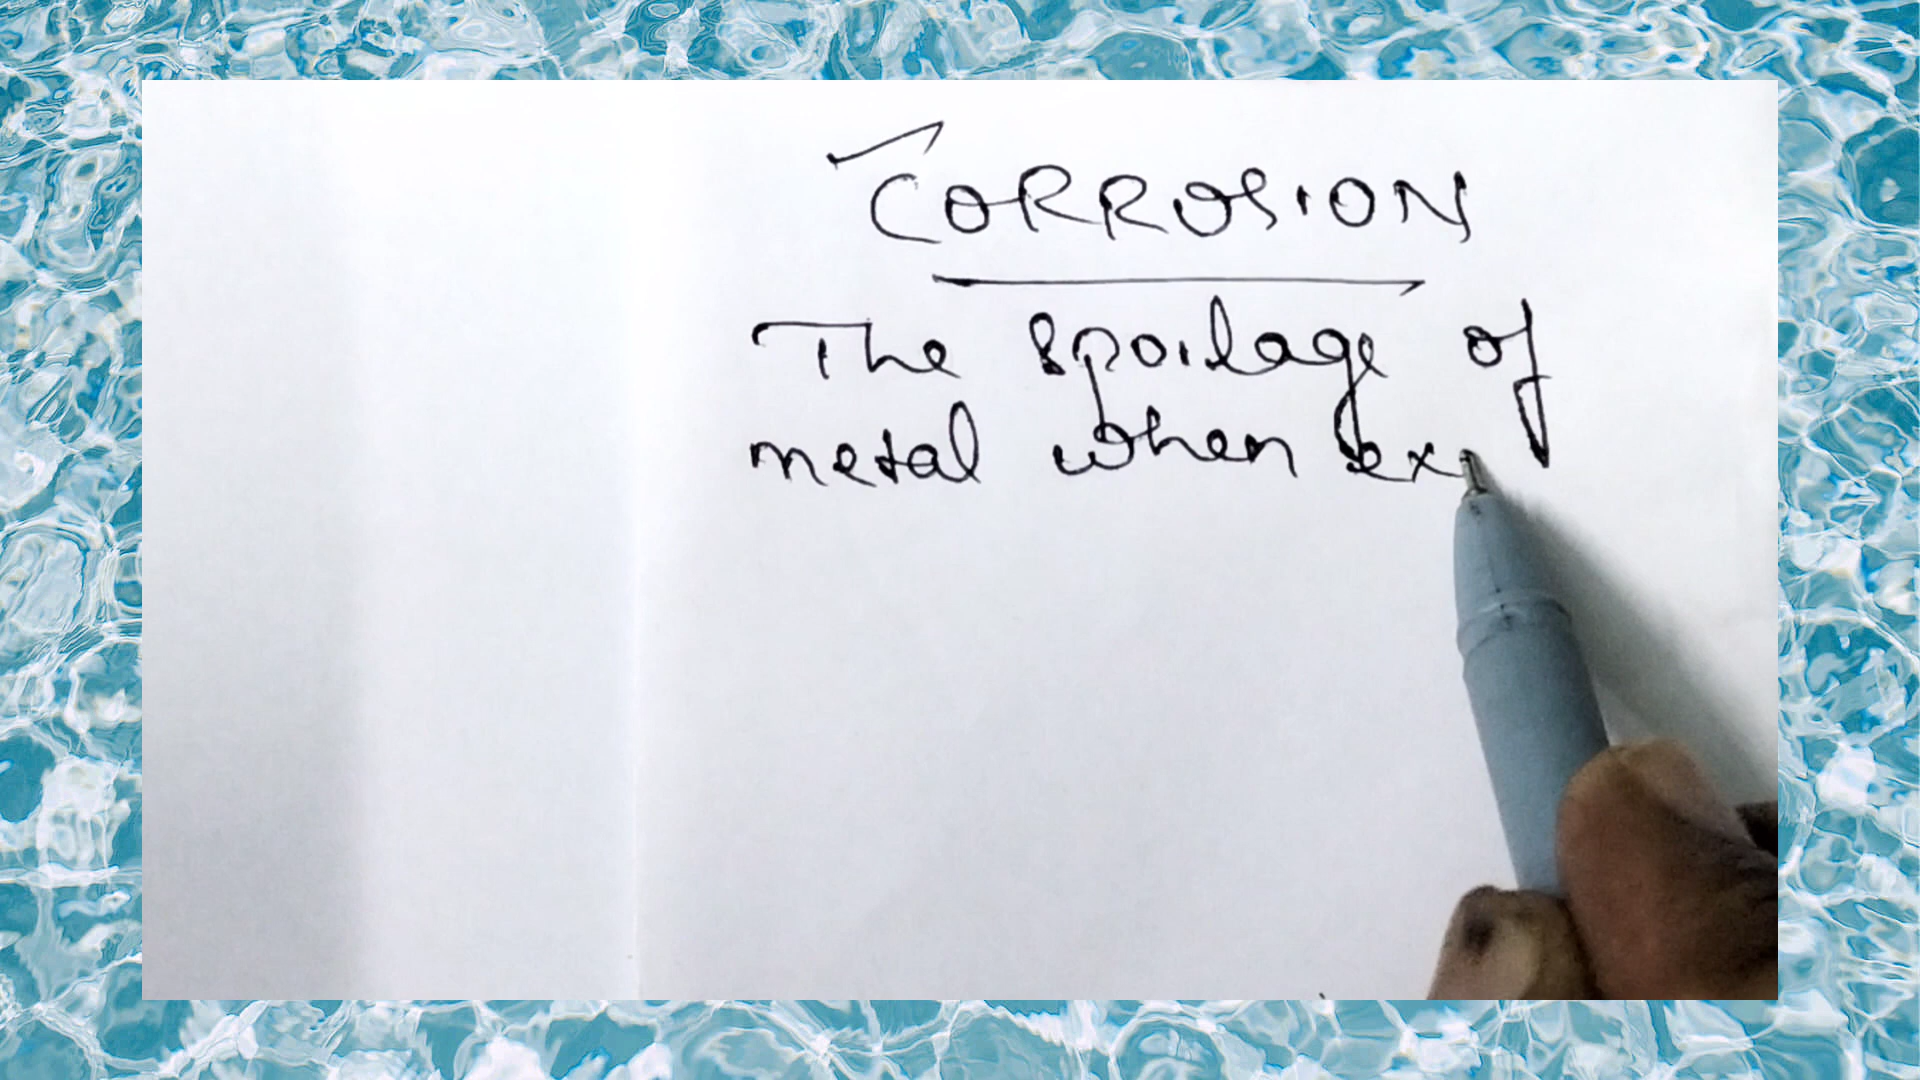 CORROSION
The spoilage of
metal when ex